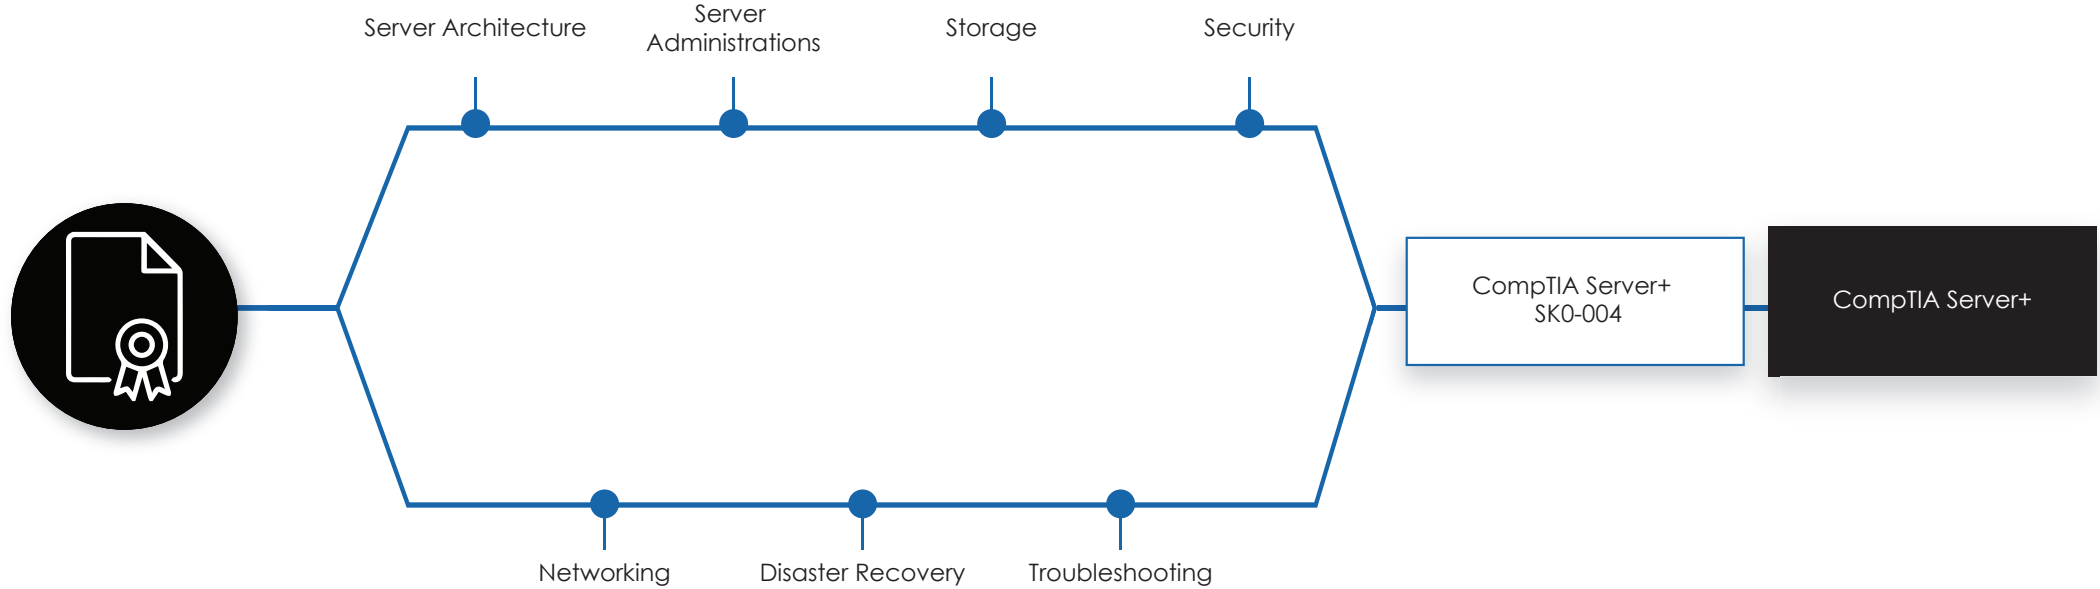 Server Architecture
Server
Administrations
Storage
Security
CompTIA Server+
SK0-004
CompTIA Server+
Networking
Disaster Recovery
Troubleshooting